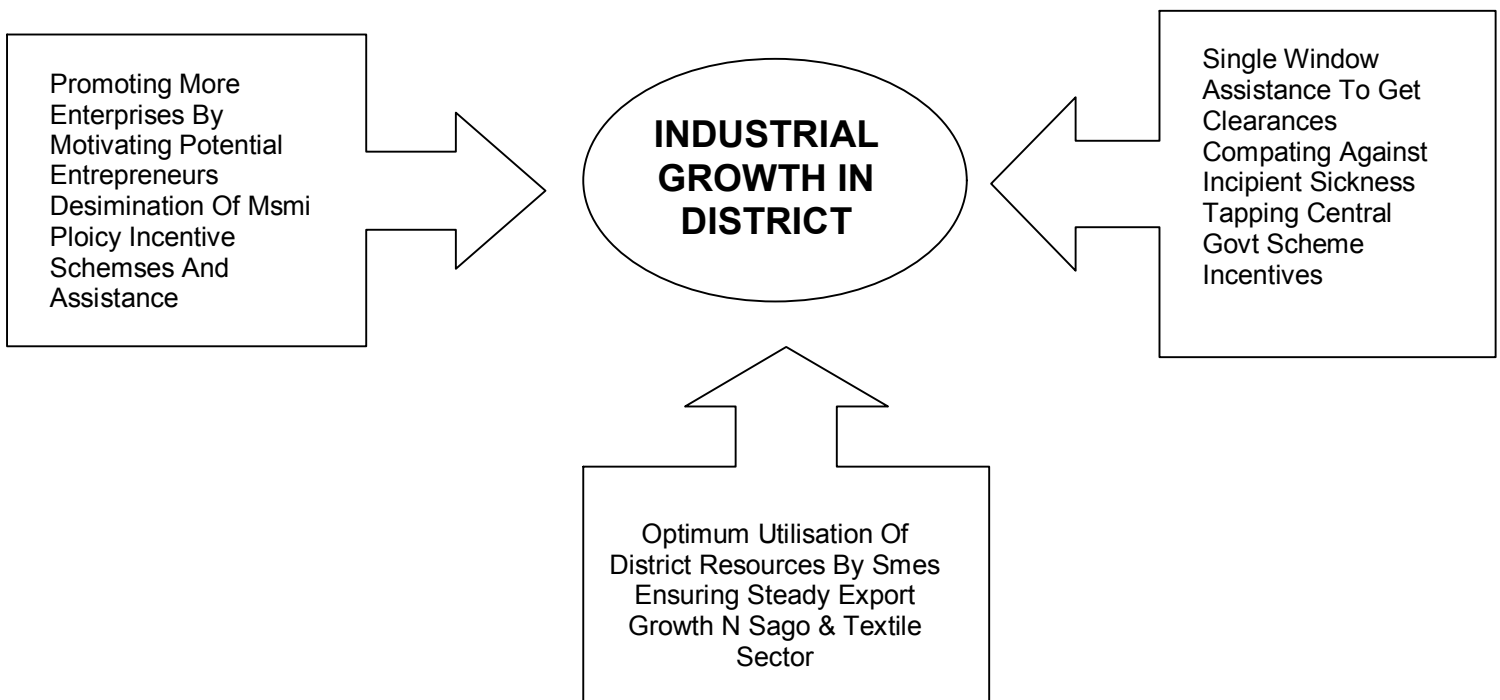 Promoting More
Enterprises By
Motivating Potential
Entrepreneurs
Desimination Of Msmi
Ploicy Incentive
Schemses And
Assistance
INDUSTRIAL
GROWTH IN
DISTRICT
Single Window
Assistance To Get
Clearances
Compating Against
Incipient Sickness
Tapping Central
Govt Scheme
Incentives
Optimum Utilisation Of
District Resources By Smes
Ensuring Steady Export
Growth N Sago & Textile
Sector